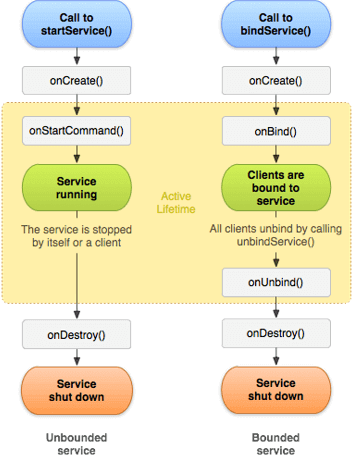 Call to
startService()
onCreate()
onStartCommand()
Service
running
The service is stopped
by itself or a client
onDestroy()
Service
shut down
Unbounded
service
Active
Lifetime
Call to
bindService()
onCreate()
onBind()
Clients are
bound to
service
All clients unbind by calling
unbindService()
onUnbind()
onDestroy()
Service
shut down
Bounded
service